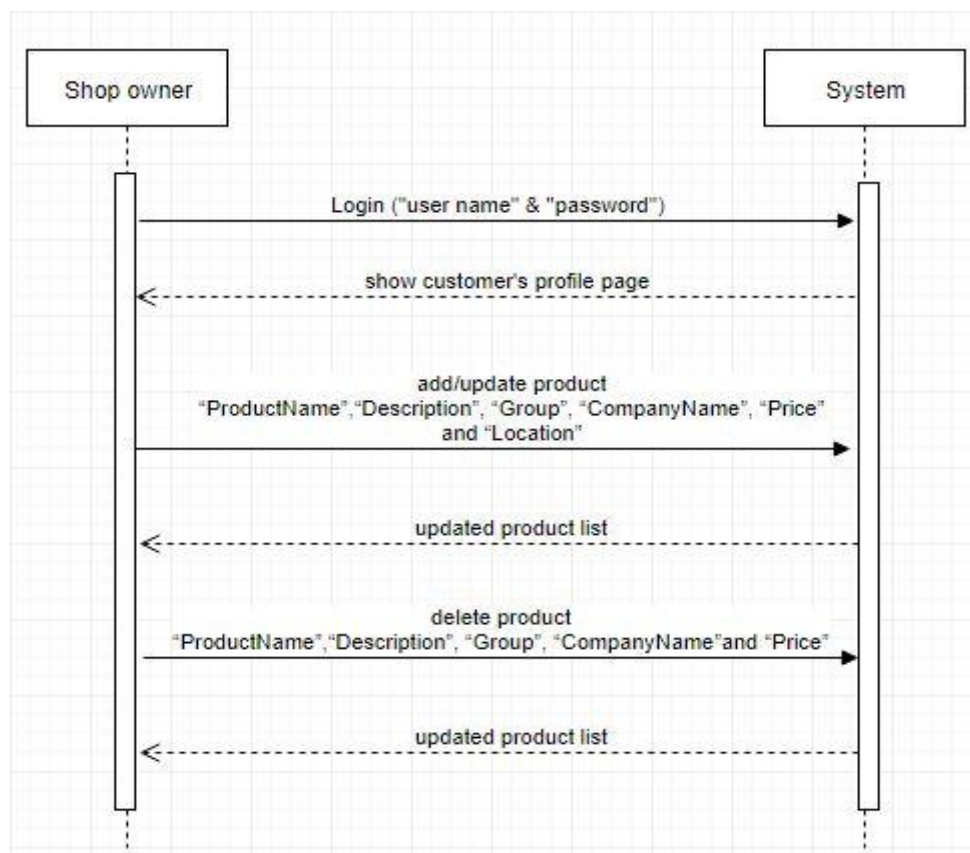 Shop owner
System
Login ("user name" & "password")
show customer's profile page
add/update product
“ProductName”,“Description”, “Group”, “CompanyName”, “Price”
and “Location”
updated product list
delete product
“ProductName”,“Description”, “Group”, “CompanyName”and “Price”
updated product list